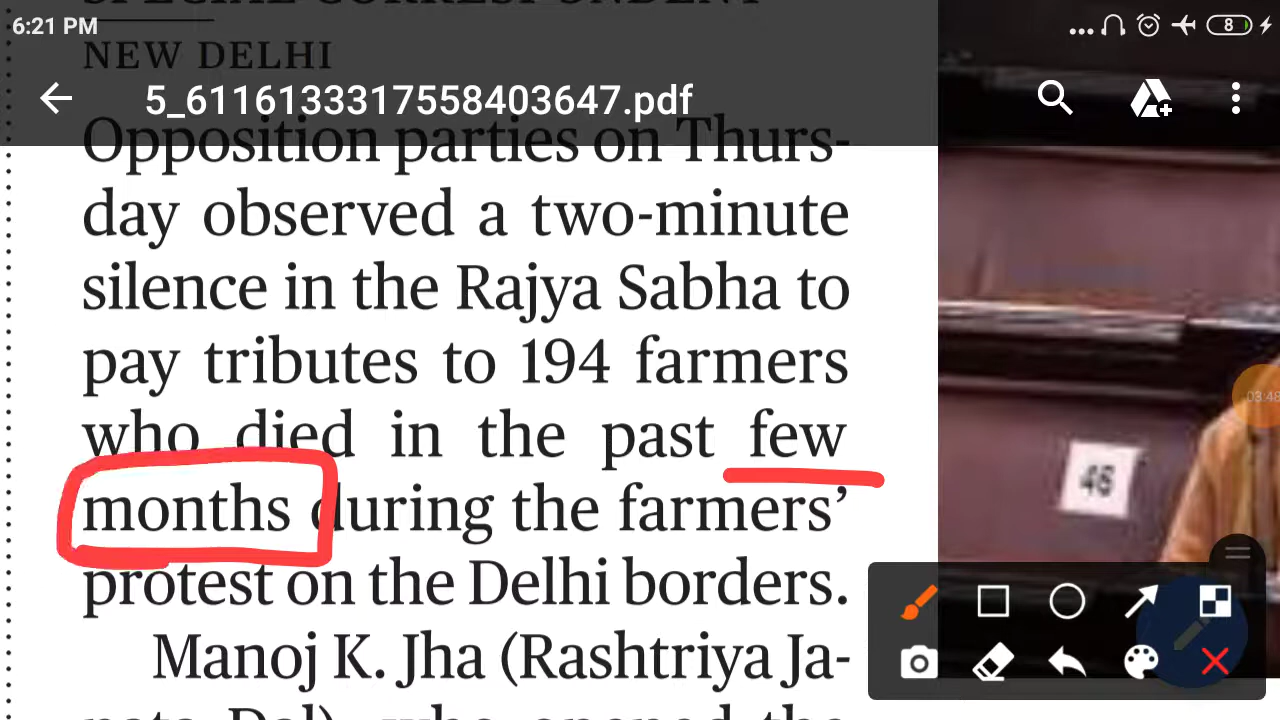 6:21 PM
8
NEW DELHI
5_6116133317558403647.pdf
Opposition parties on Thurs-
day observed a two-minute
silence in the Rajya Sabha to
pay tributes to 194 farmers
who died in the past few
months during the farmers’
protest on the Delhi borders.
Manoj K. Jha (Rashtriya Ja-
46
03:48